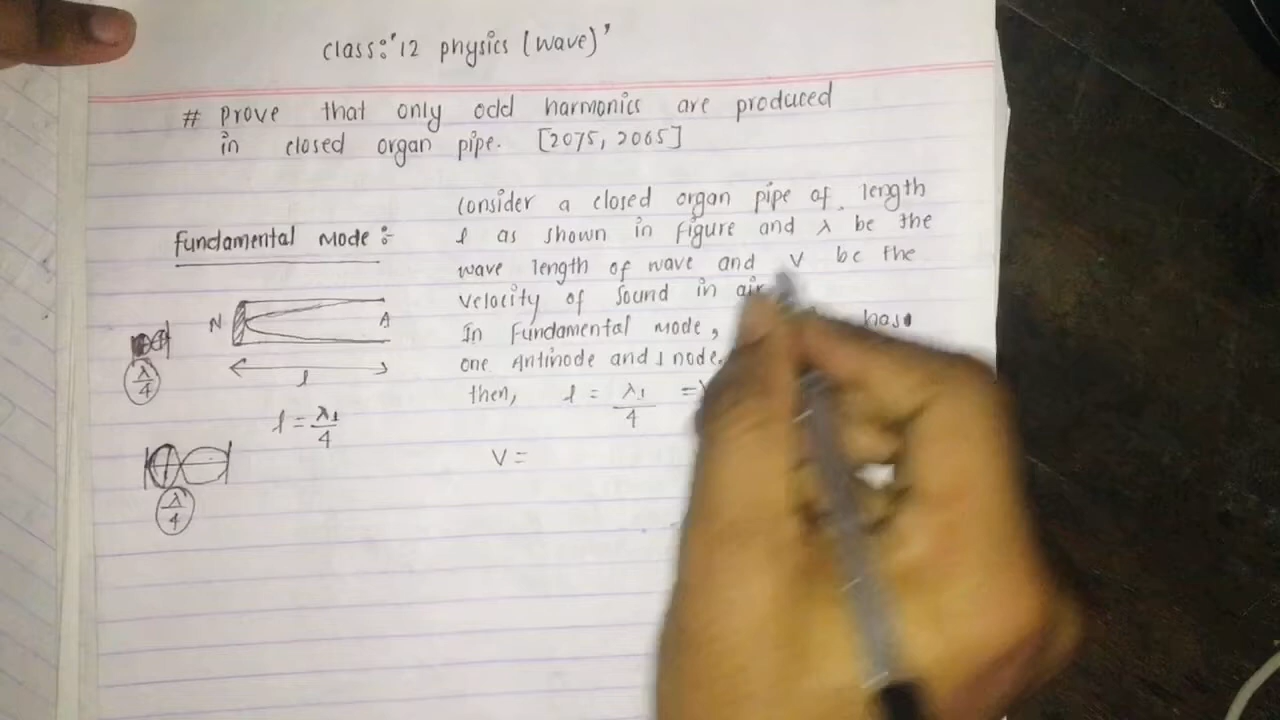 class:'12 physics (wave)'
# prove that only odd harmonics are produced
in closed organ pipe. [2075, 2065]
consider a closed organ pipe of length
Fundamental Mode :-
l as shown in figure and λ be the
wave length of wave and V be the
velocity of sound in air
N A
In Fundamental mode, has
one Antinode and 1 node.
λ/4
l
then, l = λ1/4 =>
l = λ1/4
V =
λ/4